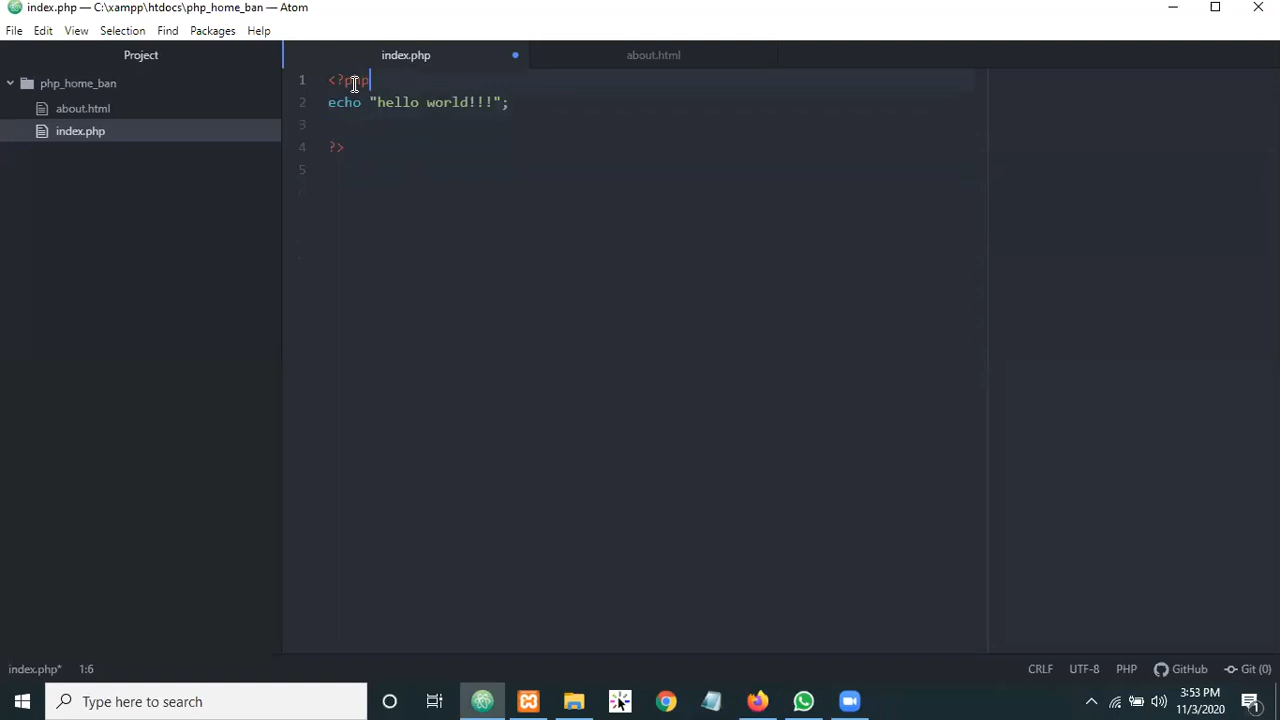 index.php — C:\xampp\htdocs\php_home_ban — Atom
File Edit View Selection Find Packages Help
Project
index.php
about.html
php_home_ban
about.html
index.php
1 <?php
2 echo "hello world!!!";
3
4 ?>
5
index.php* 1:6
CRLF UTF-8 PHP GitHub Git (0)
Type here to search
3:53 PM
11/3/2020
1